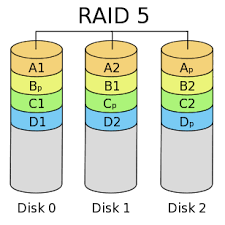 RAID 5
A1 A2 Ap
Bp B1 B2
C1 Cp C2
D1 D2 Dp
Disk 0 Disk 1 Disk 2